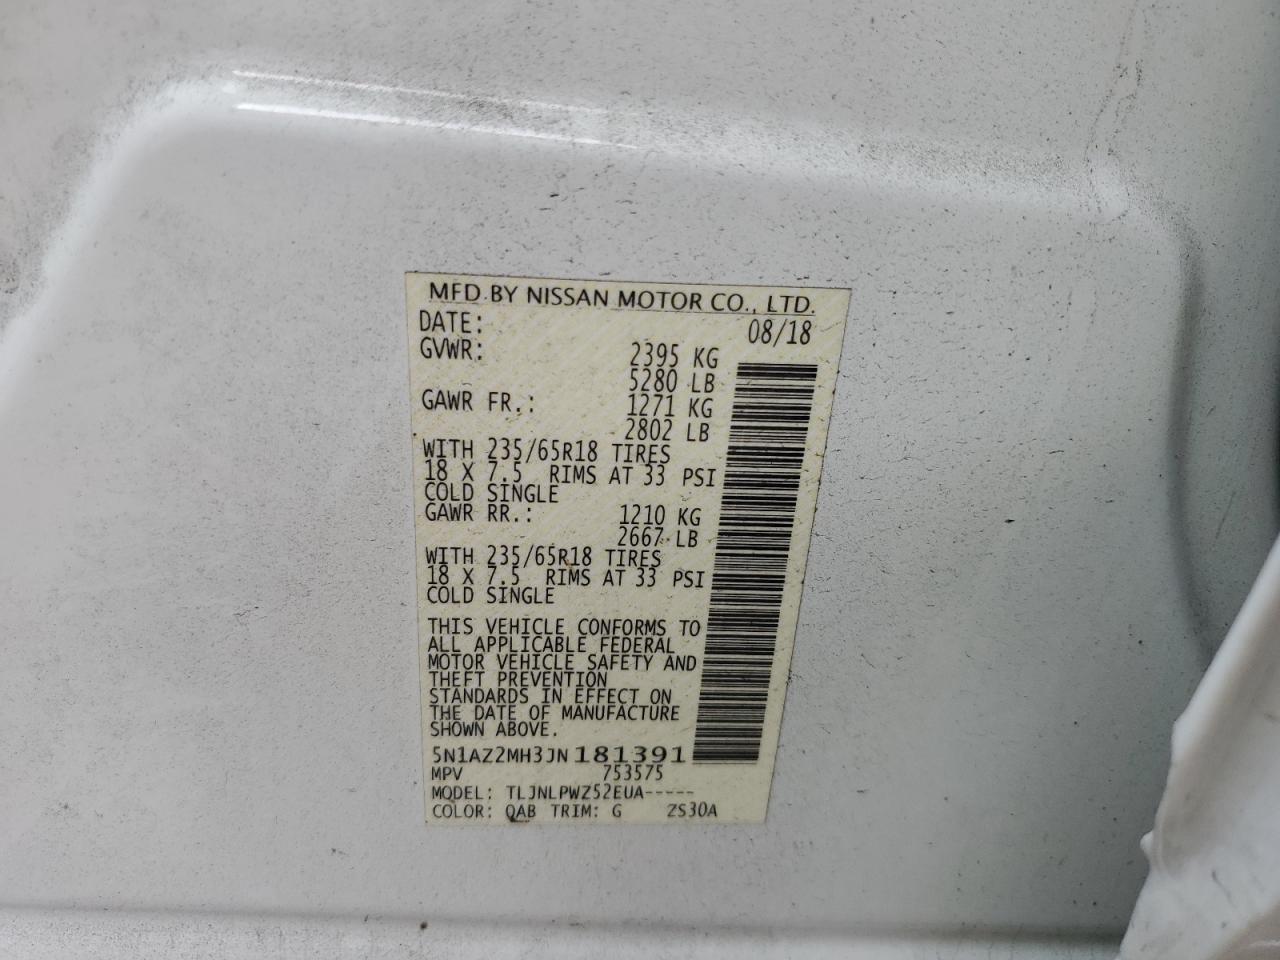 MFD.BY NISSAN MOTOR CO., LTD.
DATE: 08/18
GVWR: 2395 KG
5280 LB
GAWR FR.: 1271 KG
2802 LB
WITH 235/65R18 TIRES
18 X 7.5 RIMS AT 33 PSI
COLD SINGLE
GAWR RR.: 1210 KG
2667 LB
WITH 235/65R18 TIRES
18 X 7.5 RIMS AT 33 PSI
COLD SINGLE
THIS VEHICLE CONFORMS TO
ALL APPLICABLE FEDERAL
MOTOR VEHICLE SAFETY AND
THEFT PREVENTION
STANDARDS IN EFFECT ON
THE DATE OF MANUFACTURE
SHOWN ABOVE.
5N1AZ2MH3JN181391
MPV 753575
MODEL: TLJNLPWZ52EUA-----
COLOR: QAB TRIM: G ZS30A